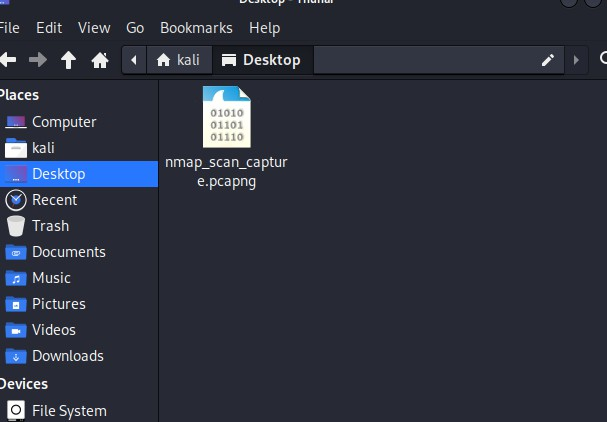 Desktop - Thunar
File Edit View Go Bookmarks Help
kali Desktop
Places
Computer
kali
Desktop
Recent
Trash
Documents
Music
Pictures
Videos
Downloads
Devices
File System
01010
01101
01110
nmap_scan_captur
e.pcapng